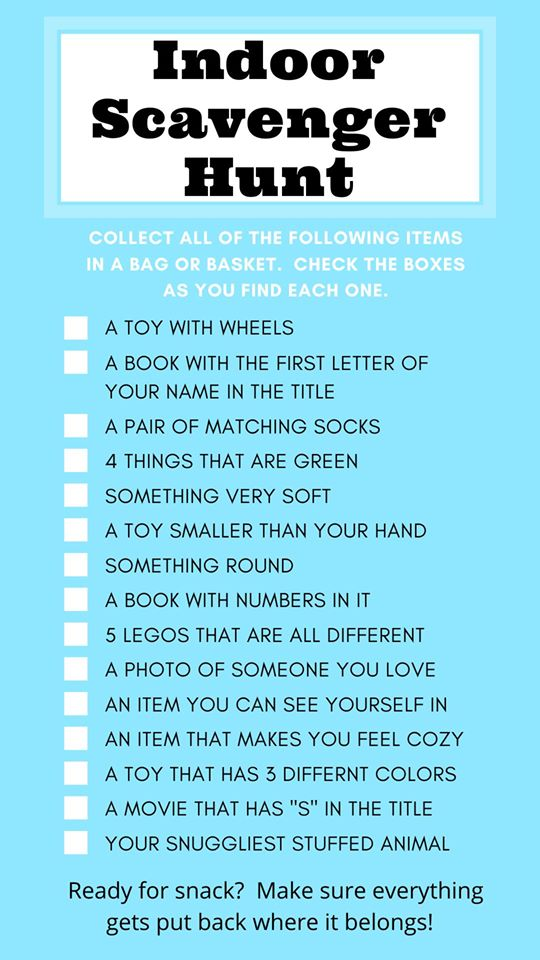 Indoor
Scavenger
Hunt
COLLECT ALL OF THE FOLLOWING ITEMS
IN A BAG OR BASKET.  CHECK THE BOXES
AS YOU FIND EACH ONE.
A TOY WITH WHEELS
A BOOK WITH THE FIRST LETTER OF
YOUR NAME IN THE TITLE
A PAIR OF MATCHING SOCKS
4 THINGS THAT ARE GREEN
SOMETHING VERY SOFT
A TOY SMALLER THAN YOUR HAND
SOMETHING ROUND
A BOOK WITH NUMBERS IN IT
5 LEGOS THAT ARE ALL DIFFERENT
A PHOTO OF SOMEONE YOU LOVE
AN ITEM YOU CAN SEE YOURSELF IN
AN ITEM THAT MAKES YOU FEEL COZY
A TOY THAT HAS 3 DIFFERNT COLORS
A MOVIE THAT HAS "S" IN THE TITLE
YOUR SNUGGLIEST STUFFED ANIMAL
Ready for snack?  Make sure everything
gets put back where it belongs!